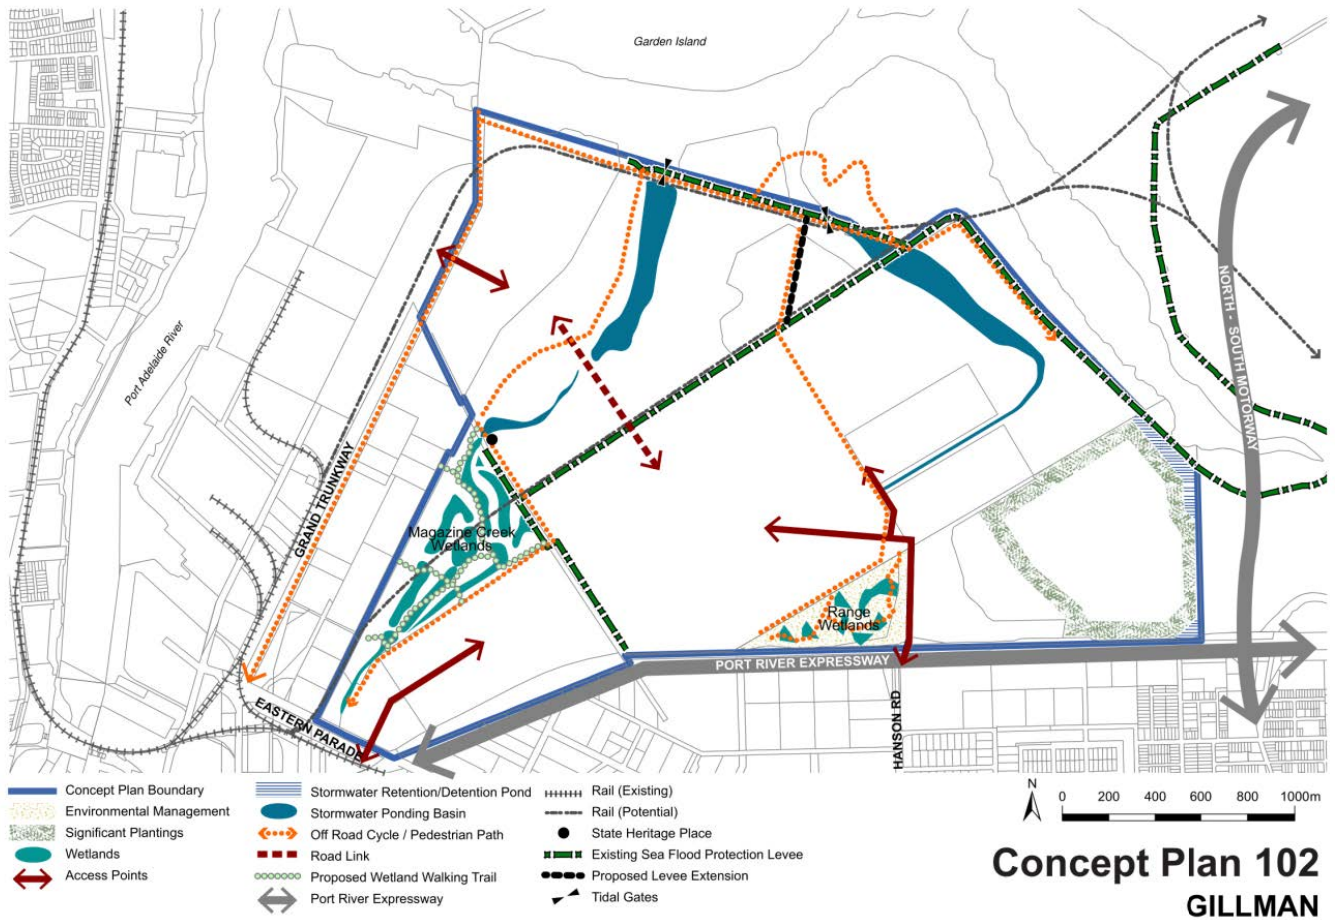 Garden Island
Port Adelaide River
NORTH - SOUTH MOTORWAY
GRAND TRUNKWAY
Magazine Creek
Wetlands
Range
Wetlands
PORT RIVER EXPRESSWAY
EASTERN PARADE
HANSON RD
Concept Plan Boundary
Environmental Management
Significant Plantings
Wetlands
Access Points
Stormwater Retention/Detention Pond
Stormwater Ponding Basin
Off Road Cycle / Pedestrian Path
Road Link
Proposed Wetland Walking Trail
Port River Expressway
Rail (Existing)
Rail (Potential)
State Heritage Place
Existing Sea Flood Protection Levee
Proposed Levee Extension
Tidal Gates
N
0 200 400 600 800 1000m
Concept Plan 102
GILLMAN